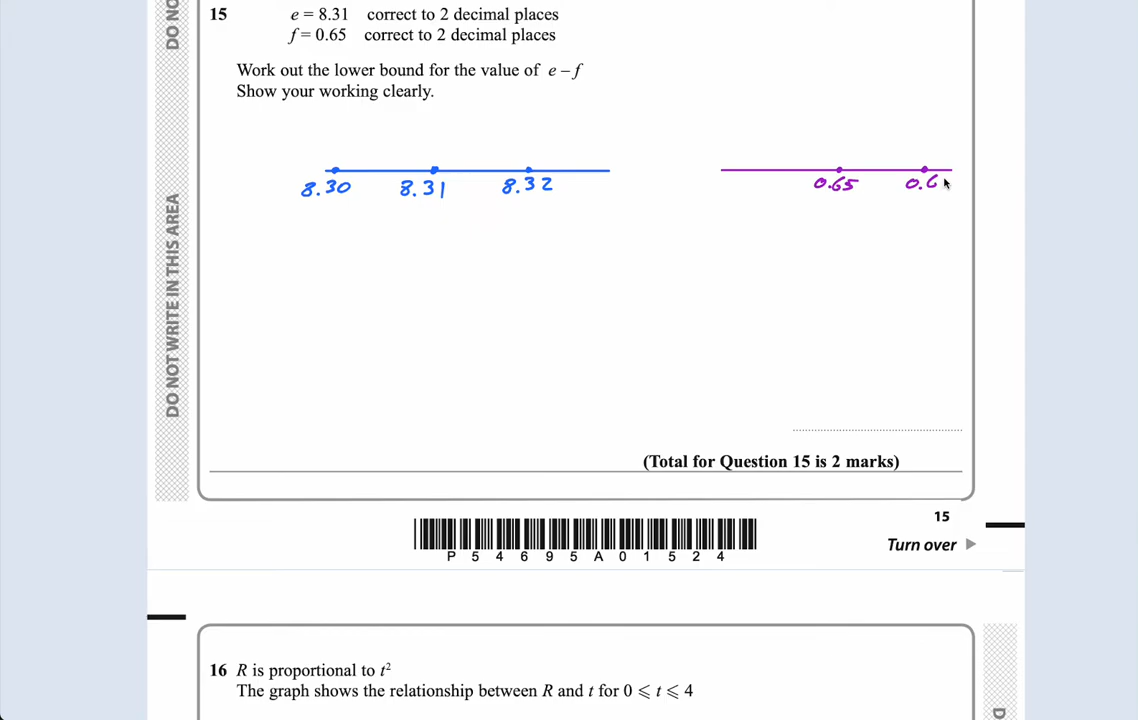 DO NO
15 e = 8.31 correct to 2 decimal places
f = 0.65 correct to 2 decimal places
Work out the lower bound for the value of e – f
Show your working clearly.
8.30 8.31 8.32 0.65 0.6
DO NOT WRITE IN THIS AREA
(Total for Question 15 is 2 marks)
15
P 5 4 6 9 5 A 0 1 5 2 4
Turn over
16 R is proportional to t²
The graph shows the relationship between R and t for 0 ⩽ t ⩽ 4
D